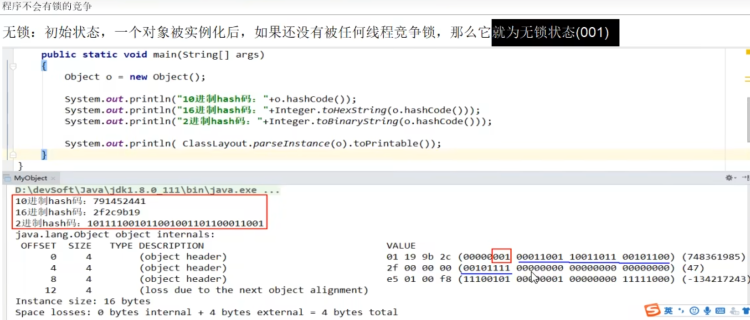 程序不会有锁的竞争
无锁：初始状态，一个对象被实例化后，如果还没有被任何线程竞争锁，那么它就为无锁状态(001)
public static void main(String[] args)
{
Object o = new Object();
System.out.println("10进制hash码："+o.hashCode());
System.out.println("16进制hash码："+Integer.toHexString(o.hashCode()));
System.out.println("2进制hash码："+Integer.toBinaryString(o.hashCode()));
System.out.println( ClassLayout.parseInstance(o).toPrintable());
}
}
MyObject
D:\devSoft\Java\jdk1.8.0_111\bin\java.exe ...
10进制hash码：791452441
16进制hash码：2f2c9b19
2进制hash码：101111001011001001101100011001
java.lang.Object object internals:
OFFSET SIZE TYPE DESCRIPTION VALUE
0 4 (object header) 01 19 9b 2c (00000001 00011001 10011011 00101100) (748361985)
4 4 (object header) 2f 00 00 00 (00101111 00000000 00000000 00000000) (47)
8 4 (object header) e5 01 00 f8 (11100101 00000001 00000000 11111000) (-134217243)
12 4 (loss due to the next object alignment)
Instance size: 16 bytes
Space losses: 0 bytes internal + 4 bytes external = 4 bytes total
S 英